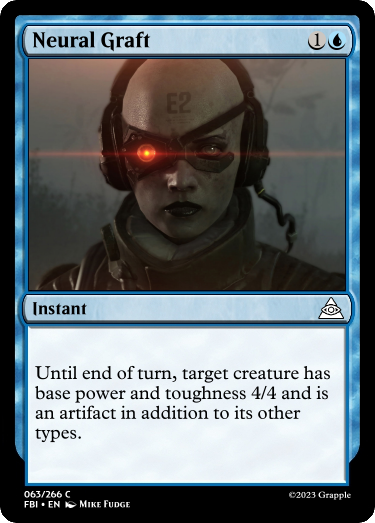 Neural Graft
1
E2
Instant
Until end of turn, target creature has
base power and toughness 4/4 and is
an artifact in addition to its other
types.
063/266 C
FBI • EN Mike Fudge
©2023 Grapple